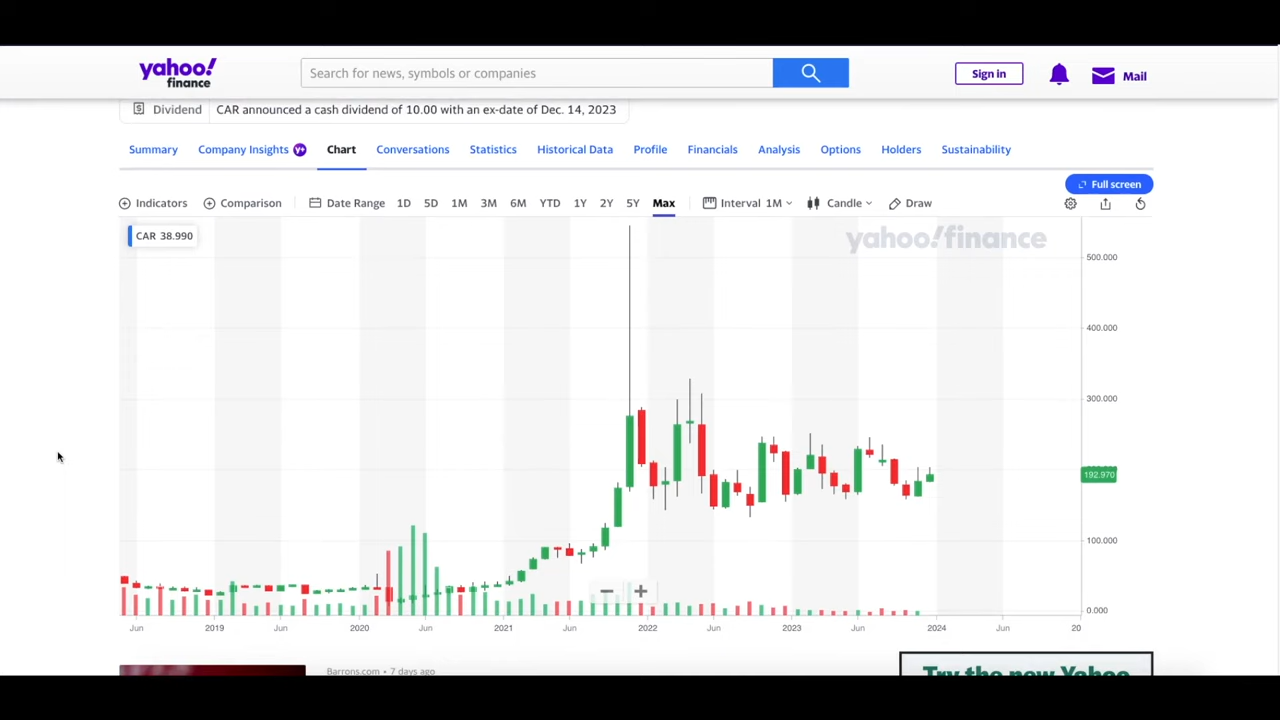 yahoo!
finance
Search for news, symbols or companies
Sign in
Mail
Dividend CAR announced a cash dividend of 10.00 with an ex-date of Dec. 14, 2023
Summary Company Insights Y+ Chart Conversations Statistics Historical Data Profile Financials Analysis Options Holders Sustainability
Full screen
Indicators Comparison Date Range 1D 5D 1M 3M 6M YTD 1Y 2Y 5Y Max Interval 1M Candle Draw
CAR 38.990
yahoo!finance
500.000
400.000
300.000
192.970
100.000
0.000
Jun 2019 Jun 2020 Jun 2021 Jun 2022 Jun 2023 Jun 2024 Jun 20
Barrons.com • 7 days ago
Try the new Yahoo